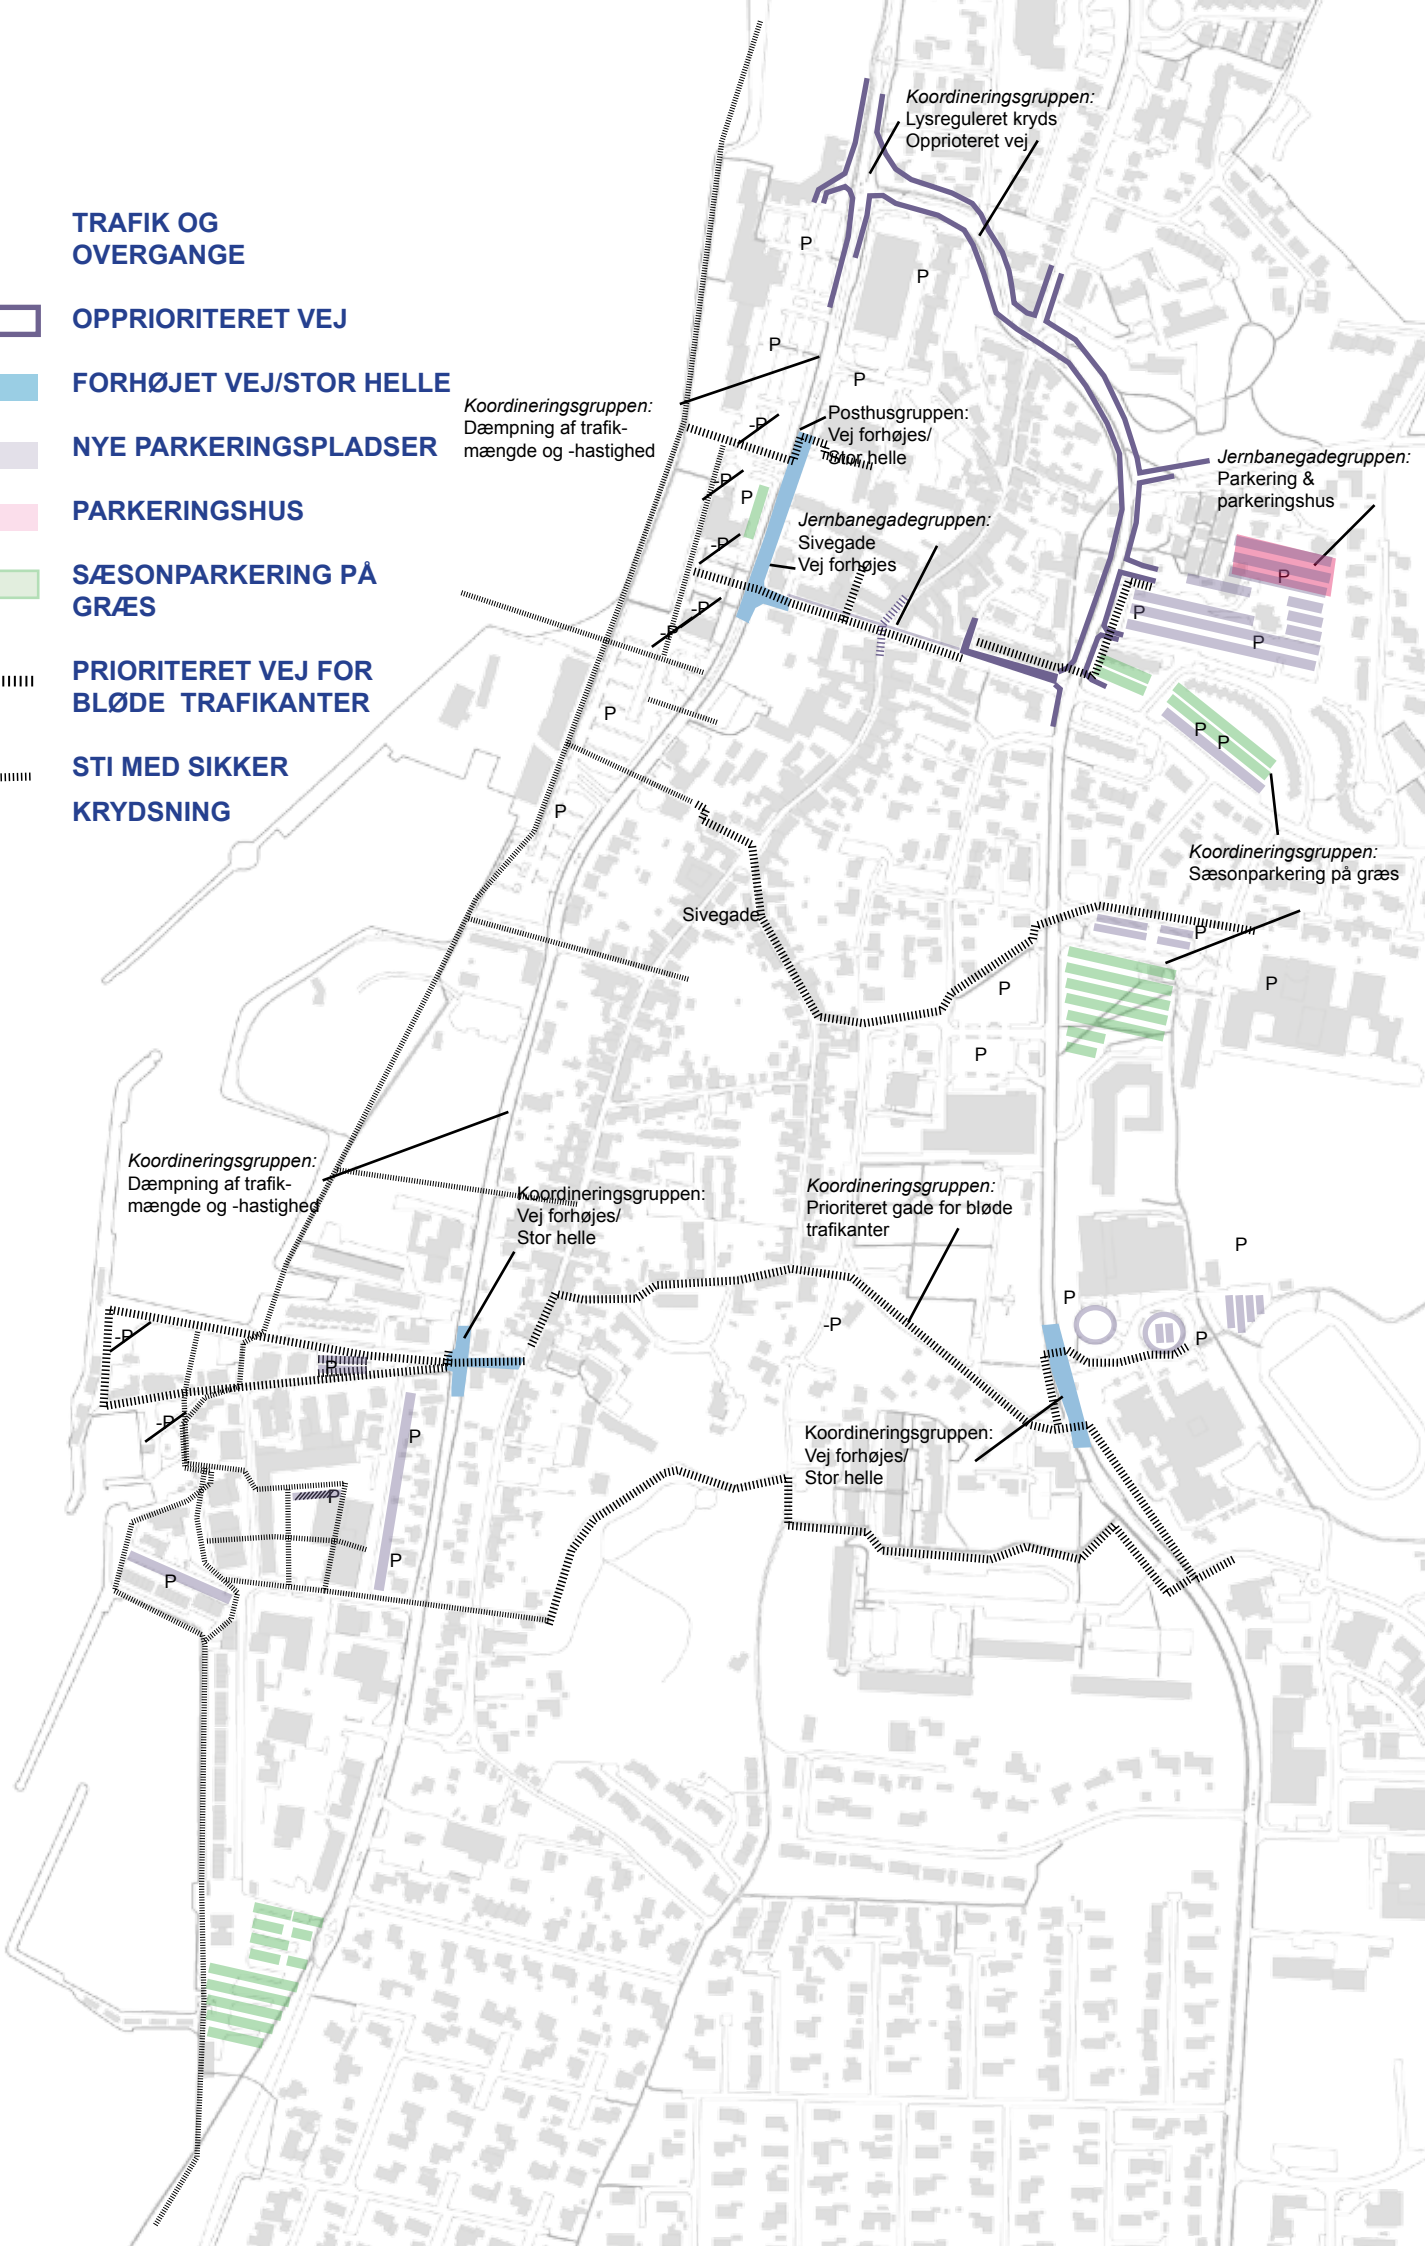 TRAFIK OG
OVERGANGE
OPPRIORITERET VEJ
FORHØJET VEJ/STOR HELLE
NYE PARKERINGSPLADSER
PARKERINGSHUS
SÆSONPARKERING PÅ
GRÆS
PRIORITERET VEJ FOR
BLØDE TRAFIKANTER
STI MED SIKKER
KRYDSNING
Koordineringsgruppen:
Lysreguleret kryds
Opprioteret vej
P
P
P
P
Koordineringsgruppen:
Dæmpning af trafik-
mængde og -hastighed
Posthusgruppen:
Vej forhøjes/
Stor helle
-P
-P
P
-P
-P
-P
Jernbanegadegruppen:
Parkering &
parkeringshus
Jernbanegadegruppen:
Sivegade
Vej forhøjes
P
P
P
P
P
P
P
Koordineringsgruppen:
Sæsonparkering på græs
Sivegade
P
P
P
P
Koordineringsgruppen:
Dæmpning af trafik-
mængde og -hastighed
Koordineringsgruppen:
Vej forhøjes/
Stor helle
Koordineringsgruppen:
Prioriteret gade for bløde
trafikanter
P
P
P
-P
-P
P
-P
P
Koordineringsgruppen:
Vej forhøjes/
Stor helle
P
P
P